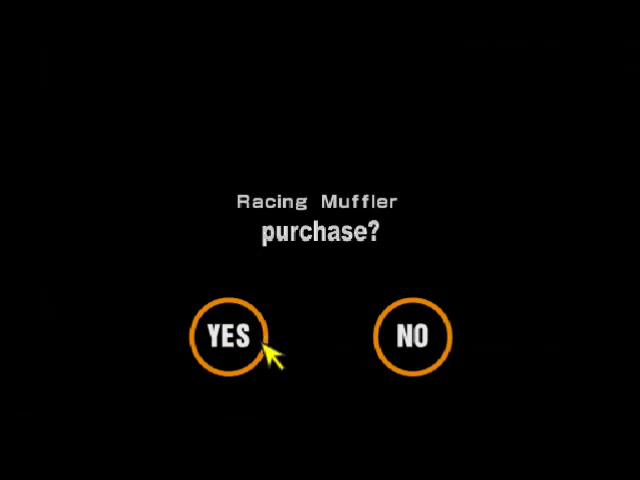 Racing Muffler
purchase?
YES
NO